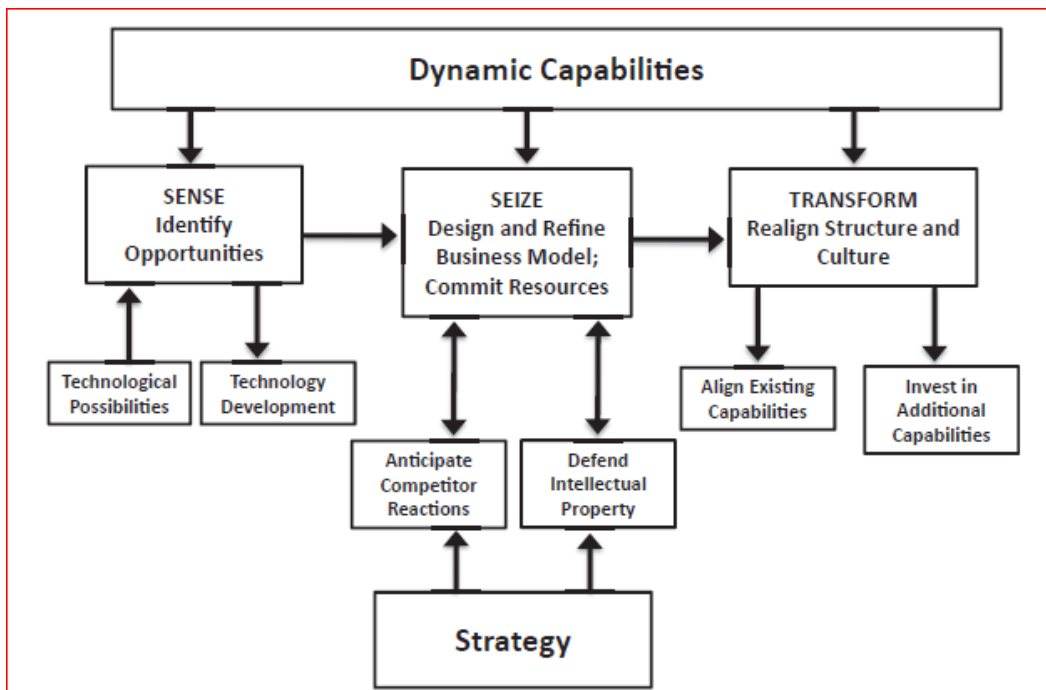 Dynamic Capabilities
SENSE
Identify
Opportunities
SEIZE
Design and Refine
Business Model;
Commit Resources
TRANSFORM
Realign Structure and
Culture
Technological
Possibilities
Technology
Development
Align Existing
Capabilities
Invest in
Additional
Capabilities
Anticipate
Competitor
Reactions
Defend
Intellectual
Property
Strategy